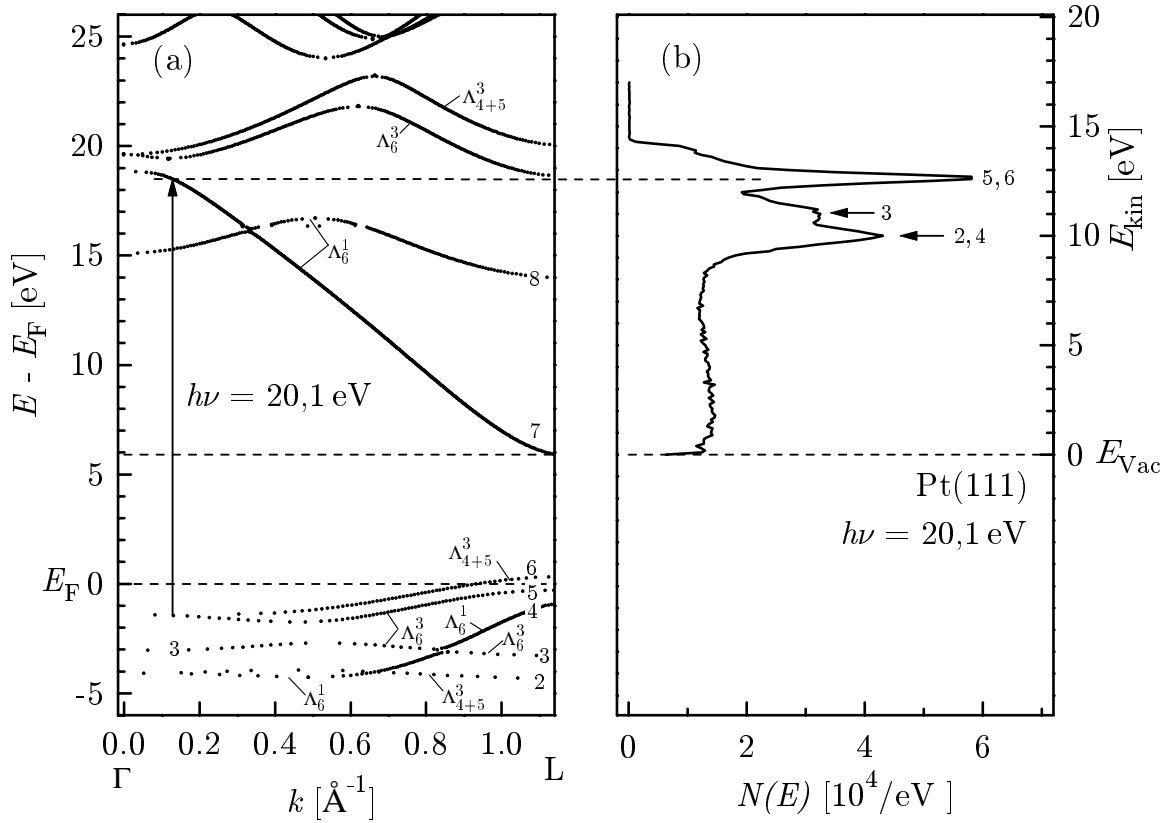 (a)
25
20
15
10
5
E_F 0
-5
E - E_F [eV]
Λ^3_{4+5}
Λ^3_6
Λ^1_6
8
7
hν = 20,1 eV
Λ^3_{4+5}
6
5
4
Λ^3_6
Λ^1_6
Λ^3_6
3
3
2
Λ^1_6
Λ^3_{4+5}
0.0 0.2 0.4 0.6 0.8 1.0
Γ
L
k [Å^{-1}]
(b)
20
15
10
5
0 E_Vac
E_kin [eV]
5, 6
3
2, 4
Pt(111)
hν = 20,1 eV
0 2 4 6
N(E) [10^4/eV ]